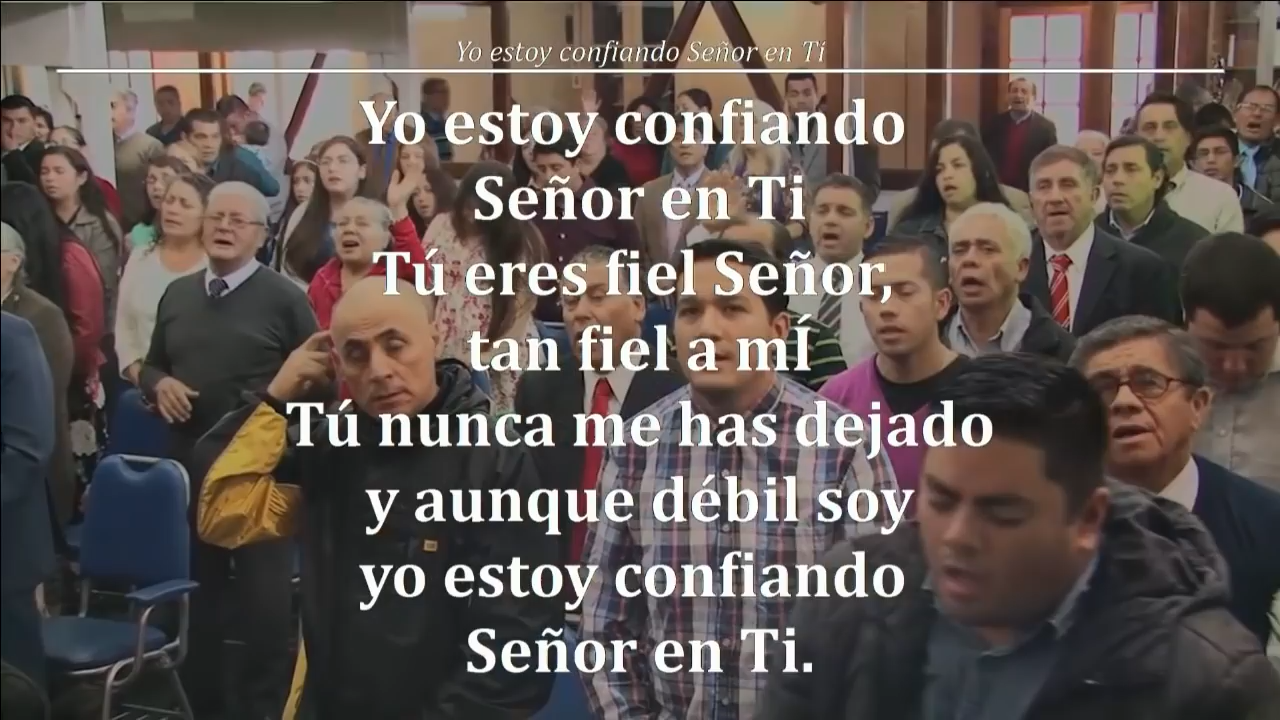 Yo estoy confiando Señor en Tí
Yo estoy confiando
Señor en Ti
Tú eres fiel Señor,
tan fiel a mÍ
Tú nunca me has dejado
y aunque débil soy
yo estoy confiando
Señor en Ti.